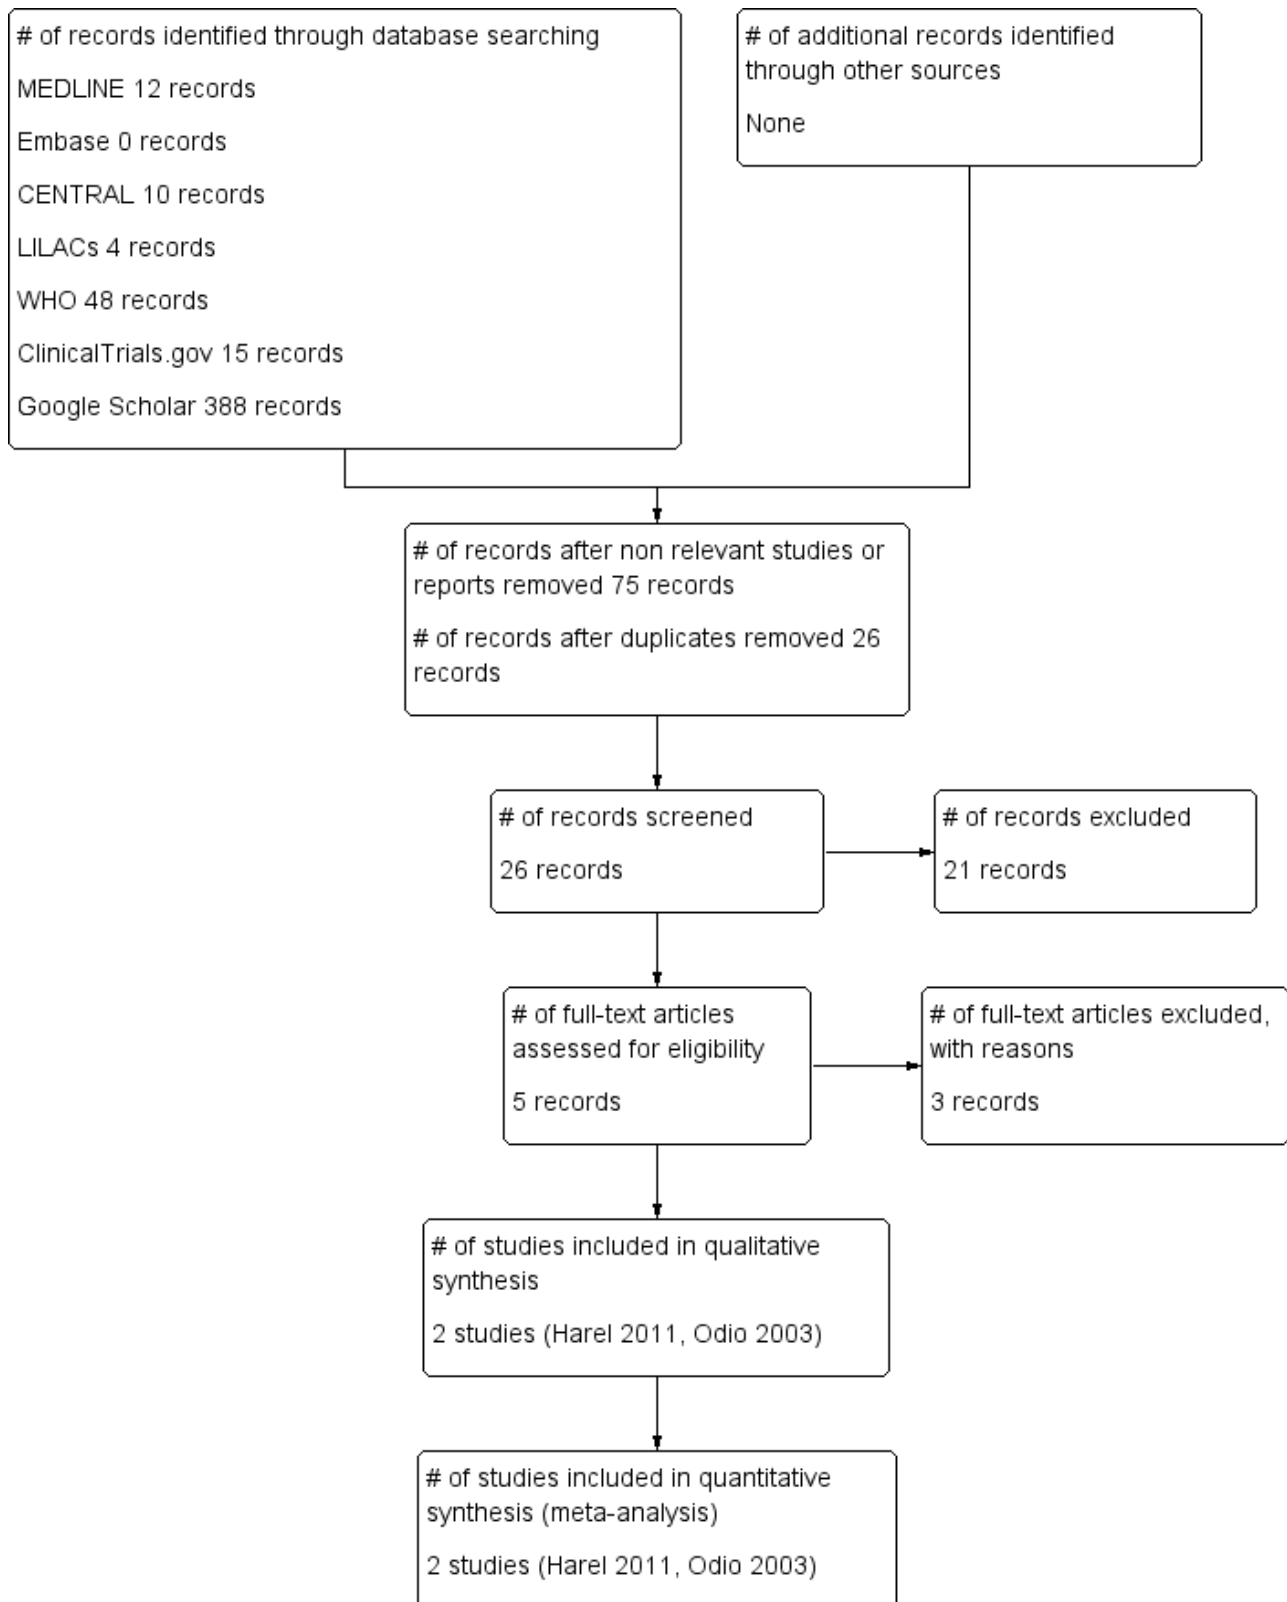 # of records identified through database searching
MEDLINE 12 records
Embase 0 records
CENTRAL 10 records
LILACs 4 records
WHO 48 records
ClinicalTrials.gov 15 records
Google Scholar 388 records
# of additional records identified
through other sources
None
# of records after non relevant studies or
reports removed 75 records
# of records after duplicates removed 26
records
# of records screened
26 records
# of records excluded
21 records
# of full-text articles
assessed for eligibility
5 records
# of full-text articles excluded,
with reasons
3 records
# of studies included in qualitative
synthesis
2 studies (Harel 2011, Odio 2003)
# of studies included in quantitative
synthesis (meta-analysis)
2 studies (Harel 2011, Odio 2003)